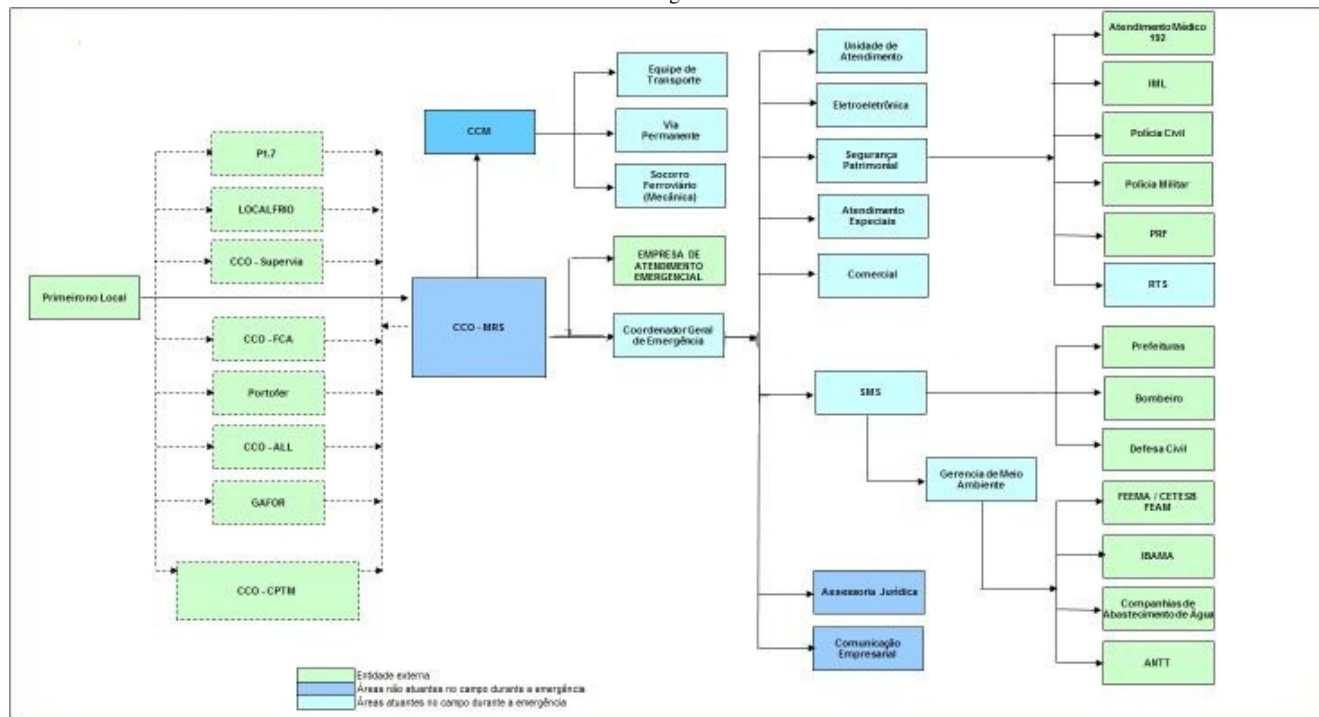 Primeiro no Local
P1.7
LOCALFRIO
CCO - Supervia
CCO - FCA
Portofer
CCO - ALL
GAFOR
CCO - CPTM
CCM
CCO - MRS
Equipe de
Transporte
Via
Permanente
Socorro
Ferroviário
(Mecânica)
EMPRESA DE
ATENDIMENTO
EMERGENCIAL
Coordenador Geral
de Emergência
Unidade de
Atendimento
Eletroeletrônica
Segurança
Patrimonial
Atendimento
Especiais
Comercial
SMS
Gerencia de Meio
Ambiente
Assessoria Jurídica
Comunicação
Empresarial
Atendimento Médico
192
IML
Polícia Civil
Polícia Militar
PRF
RTS
Prefeituras
Bombeiro
Defesa Civil
FEEMA / CETESB
FEAM
IBAMA
Companhias de
Abastecimento de Água
ANTT
Entidade externa
Áreas não atuantes no campo durante a emergência
Áreas atuantes no campo durante a emergência